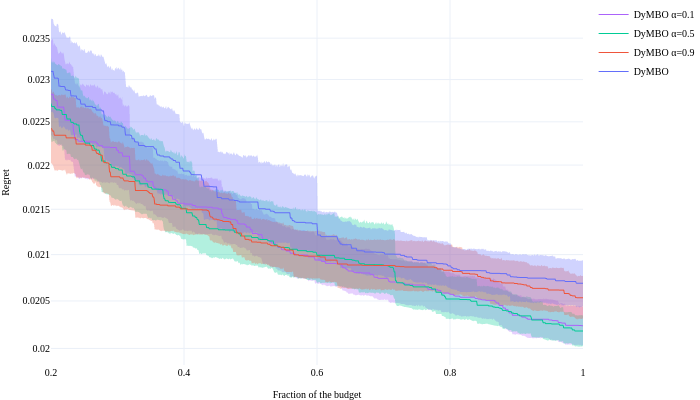 DyMBO α=0.1
DyMBO α=0.5
DyMBO α=0.9
DyMBO
0.0235
0.023
0.0225
0.022
0.0215
0.021
0.0205
0.02
Regret
0.2 0.4 0.6 0.8 1
Fraction of the budget